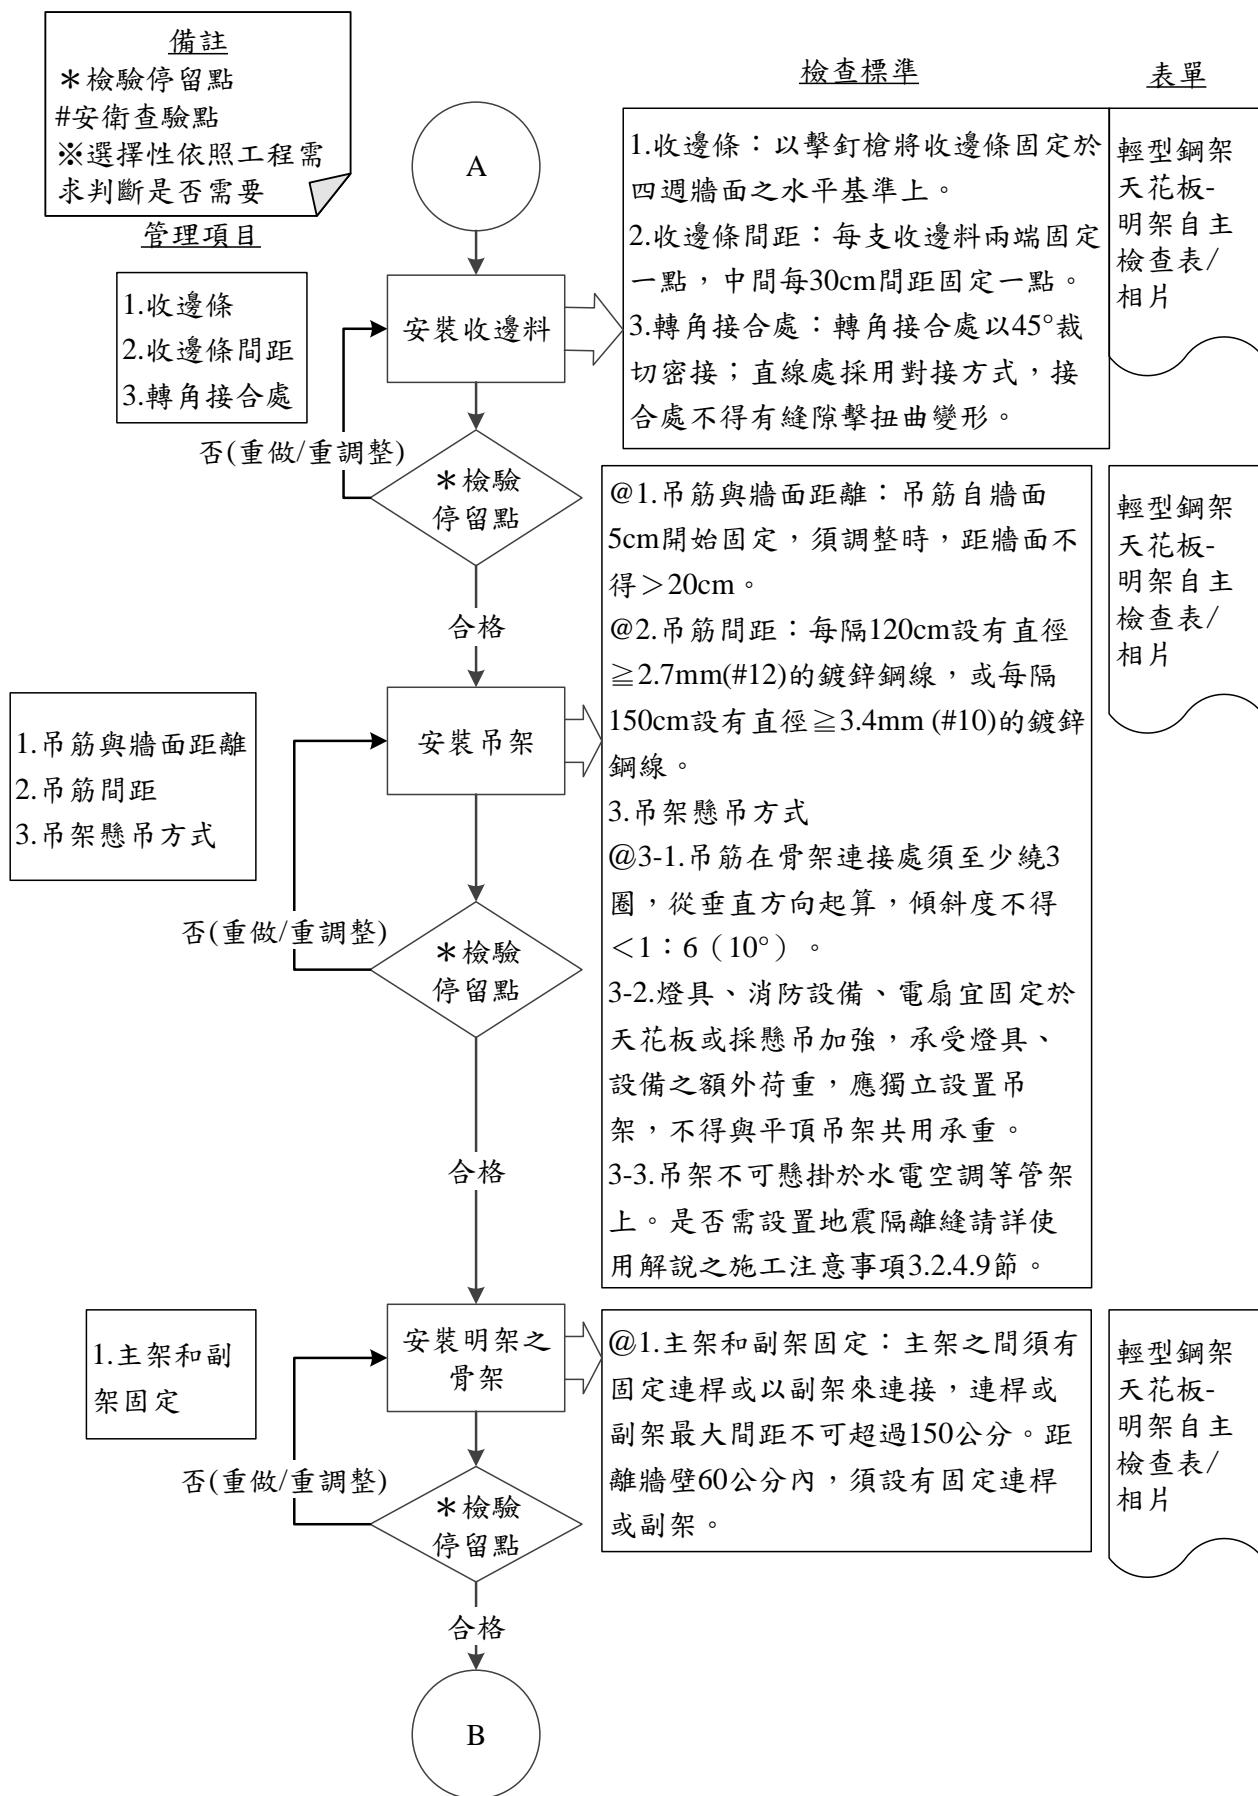 備註
＊檢驗停留點
#安衛查驗點
※選擇性依照工程需
求判斷是否需要
管理項目
檢查標準
表單
A
1.收邊條
2.收邊條間距
3.轉角接合處
安裝收邊料
1.收邊條：以擊釘槍將收邊條固定於
四週牆面之水平基準上。
2.收邊條間距：每支收邊料兩端固定
一點，中間每30cm間距固定一點。
3.轉角接合處：轉角接合處以45°裁
切密接；直線處採用對接方式，接
合處不得有縫隙擊扭曲變形。
輕型鋼架
天花板-
明架自主
檢查表/
相片
否(重做/重調整)
＊檢驗
停留點
合格
1.吊筋與牆面距離
2.吊筋間距
3.吊架懸吊方式
安裝吊架
@1.吊筋與牆面距離：吊筋自牆面
5cm開始固定，須調整時，距牆面不
得＞20cm。
@2.吊筋間距：每隔120cm設有直徑
≧2.7mm(#12)的鍍鋅鋼線，或每隔
150cm設有直徑≧3.4mm (#10)的鍍鋅
鋼線。
3.吊架懸吊方式
@3-1.吊筋在骨架連接處須至少繞3
圈，從垂直方向起算，傾斜度不得
＜1：6（10°）。
3-2.燈具、消防設備、電扇宜固定於
天花板或採懸吊加強，承受燈具、
設備之額外荷重，應獨立設置吊
架，不得與平頂吊架共用承重。
3-3.吊架不可懸掛於水電空調等管架
上。是否需設置地震隔離縫請詳使
用解說之施工注意事項3.2.4.9節。
輕型鋼架
天花板-
明架自主
檢查表/
相片
否(重做/重調整)
＊檢驗
停留點
合格
1.主架和副
架固定
安裝明架之
骨架
@1.主架和副架固定：主架之間須有
固定連桿或以副架來連接，連桿或
副架最大間距不可超過150公分。距
離牆壁60公分內，須設有固定連桿
或副架。
輕型鋼架
天花板-
明架自主
檢查表/
相片
否(重做/重調整)
＊檢驗
停留點
合格
B